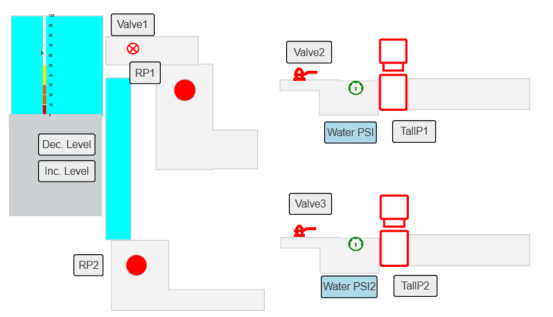 Valve1
RP1
Dec. Level
Inc. Level
RP2
Valve2
Water PSI
TallP1
Valve3
Water PSI2
TallP2